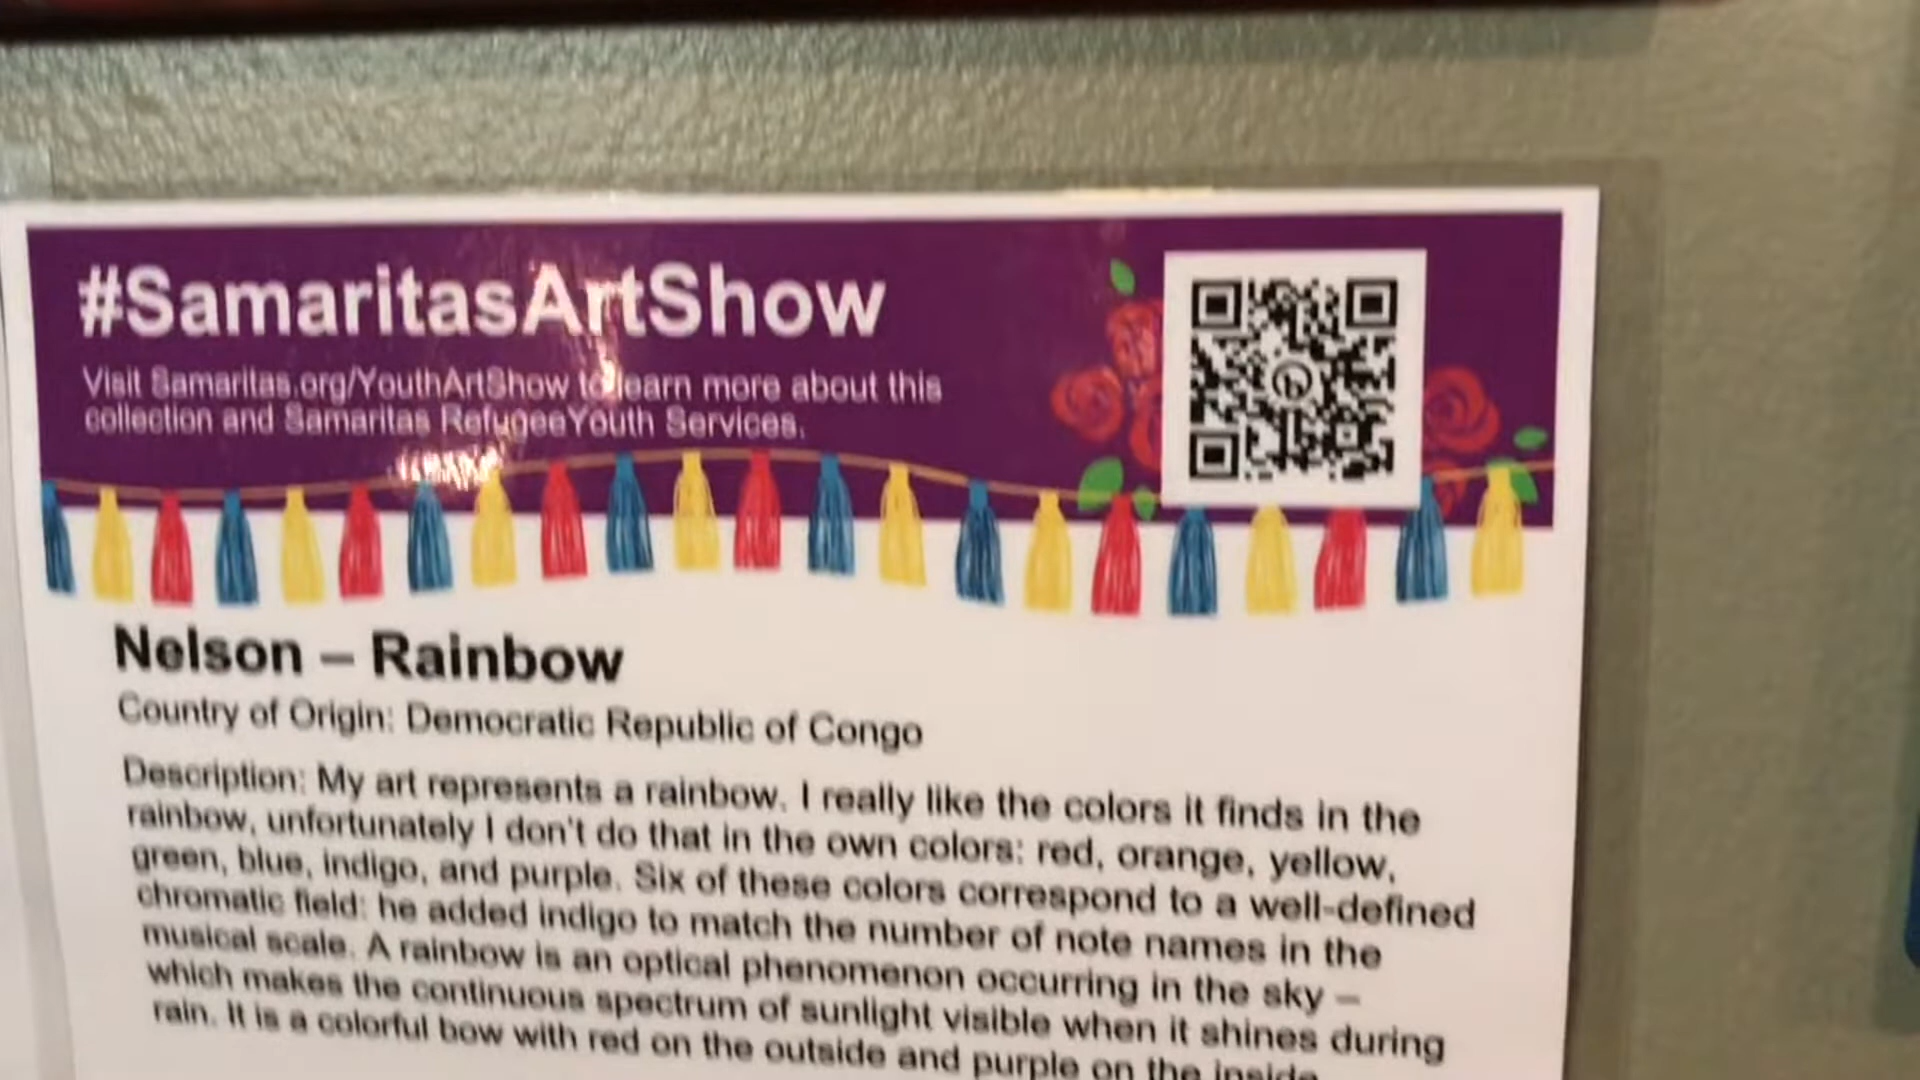 #SamaritasArtShow
Visit Samaritas.org/YouthArtShow to learn more about this
collection and Samaritas RefugeeYouth Services.
Nelson – Rainbow
Country of Origin: Democratic Republic of Congo
Description: My art represents a rainbow. I really like the colors it finds in the
rainbow, unfortunately I don't do that in the own colors: red, orange, yellow,
green, blue, indigo, and purple. Six of these colors correspond to a well-defined
chromatic field: he added indigo to match the number of note names in the
musical scale. A rainbow is an optical phenomenon occurring in the sky –
which makes the continuous spectrum of sunlight visible when it shines during
rain. It is a colorful bow with red on the outside and purple on the inside